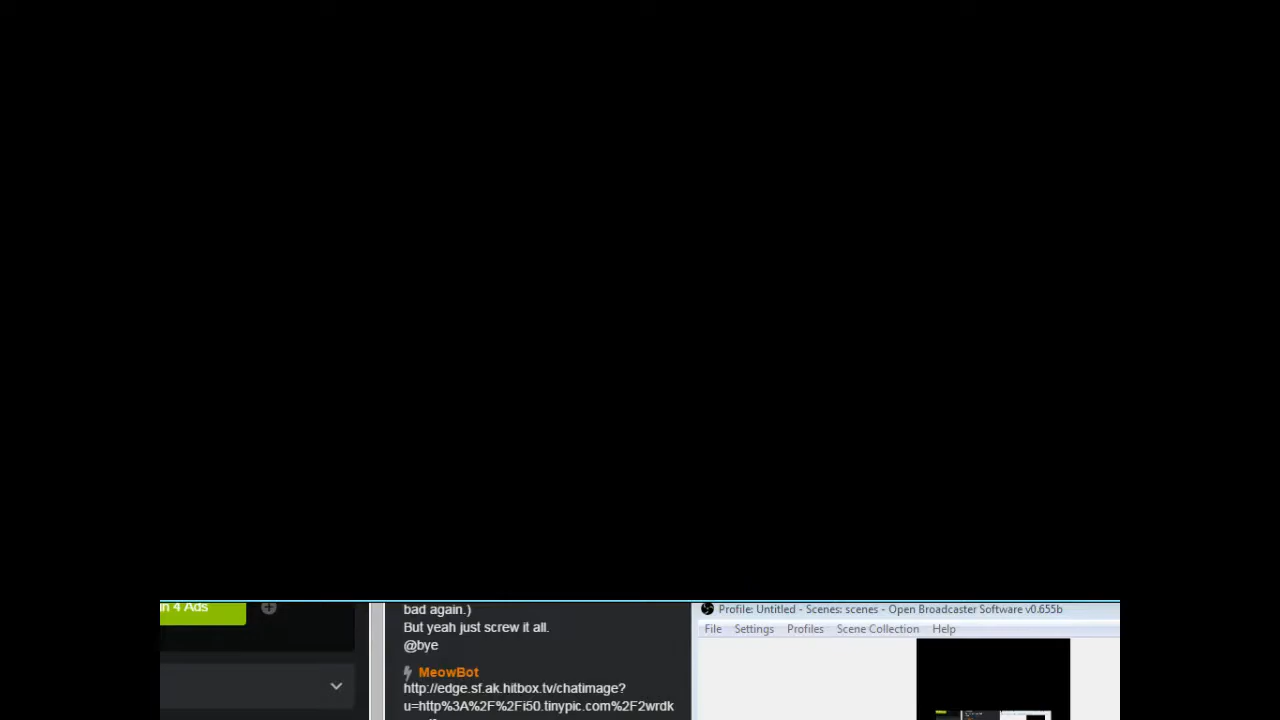 n 4 Ads
bad again.)
But yeah just screw it all.
@bye
MeowBot
http://edge.sf.ak.hitbox.tv/chatimage?
u=http%3A%2F%2Fi50.tinypic.com%2F2wrdk
Profile: Untitled - Scenes: scenes - Open Broadcaster Software v0.655b
File Settings Profiles Scene Collection Help